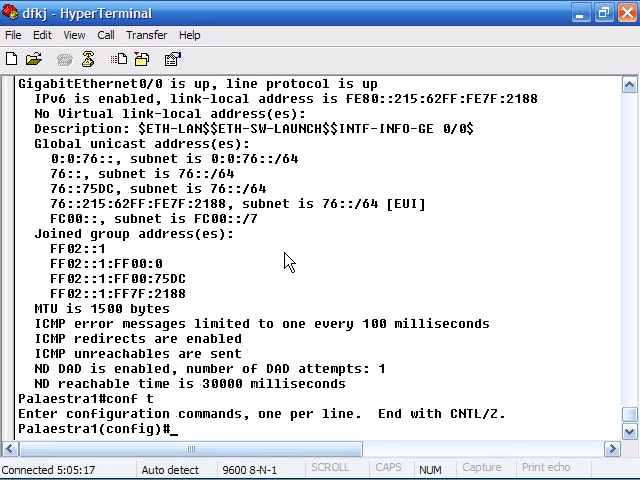 dfkj - HyperTerminal
File Edit View Call Transfer Help
GigabitEthernet0/0 is up, line protocol is up
IPv6 is enabled, link-local address is FE80::215:62FF:FE7F:2188
No Virtual link-local address(es):
Description: $ETH-LAN$$ETH-SW-LAUNCH$$INTF-INFO-GE 0/0$
Global unicast address(es):
0:0:76::, subnet is 0:0:76::/64
76::, subnet is 76::/64
76::75DC, subnet is 76::/64
76::215:62FF:FE7F:2188, subnet is 76::/64 [EUI]
FC00::, subnet is FC00::/7
Joined group address(es):
FF02::1
FF02::1:FF00:0
FF02::1:FF00:75DC
FF02::1:FF7F:2188
MTU is 1500 bytes
ICMP error messages limited to one every 100 milliseconds
ICMP redirects are enabled
ICMP unreachables are sent
ND DAD is enabled, number of DAD attempts: 1
ND reachable time is 30000 milliseconds
Palaestra1#conf t
Enter configuration commands, one per line.  End with CNTL/Z.
Palaestra1(config)#_
Connected 5:05:17 Auto detect 9600 8-N-1 SCROLL CAPS NUM Capture Print echo